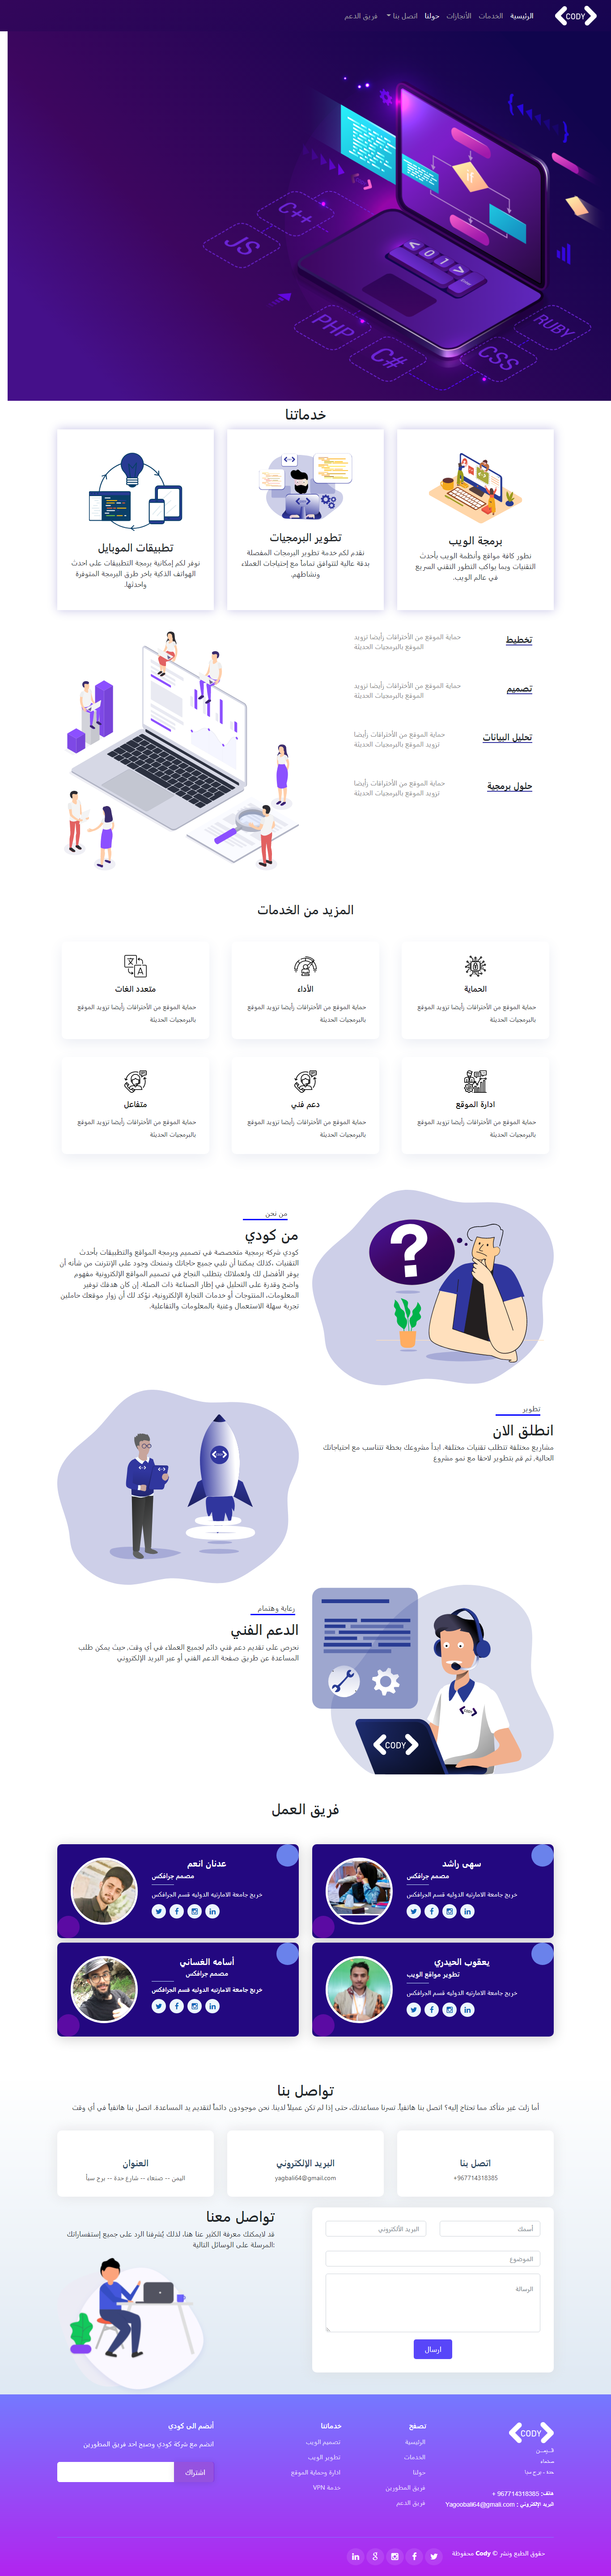 CODY
الرئيسية
الخدمات
الأنجازات
حولنا
اتصل بنا
فريق الدعم
if
<01>
JS
C++
PHP
C#
CSS
RUBY
خدماتنا
برمجة الويب
نطور كافة مواقع وأنظمة الويب بأحدث
التقنيات وبما يواكب التطور التقني السريع
في عالم الويب.
تطوير البرمجيات
نقدم لكم خدمة تطوير البرمجات المفصلة
بدقة عالية لتتوافق تماماً مع إحتياجات العملاء
ونشاطهم.
تطبيقات الموبايل
نوفر لكم إمكانية برمجة التطبيقات على احدث
الهواتف الذكية باخر طرق البرمجة المتوفرة
واحدثها.
تخطيط
حماية الموقع من الأختراقات رأيضا تزويد
الموقع بالبرمجيات الحديثة
تصميم
حماية الموقع من الأختراقات رأيضا تزويد
الموقع بالبرمجيات الحديثة
تحليل البيانات
حماية الموقع من الأختراقات رأيضا
تزويد الموقع بالبرمجيات الحديثة
حلول برمجية
حماية الموقع من الأختراقات رأيضا
تزويد الموقع بالبرمجيات الحديثة
المزيد من الخدمات
الحماية
حماية الموقع من الأختراقات رأيضا تزويد الموقع
بالبرمجيات الحديثة
الأداء
حماية الموقع من الأختراقات رأيضا تزويد الموقع
بالبرمجيات الحديثة
متعدد الغات
حماية الموقع من الأختراقات رأيضا تزويد الموقع
بالبرمجيات الحديثة
ادارة الموقع
حماية الموقع من الأختراقات رأيضا تزويد الموقع
بالبرمجيات الحديثة
دعم فني
حماية الموقع من الأختراقات رأيضا تزويد الموقع
بالبرمجيات الحديثة
متفاعل
حماية الموقع من الأختراقات رأيضا تزويد الموقع
بالبرمجيات الحديثة
من نحن
من كودي
كودي شركة برمجية متخصصة في تصميم وبرمجة المواقع والتطبيقات بأحدث
التقنيات ،كذلك يمكننا أن نلبي جميع حاجاتك ونمنحك وجود على الإنترنت من شأنه أن
يوفر الأفضل لك ولعملائك يتطلب النجاح في تصميم المواقع الإلكترونية مفهوم
واضح وقدرة على التحليل في إطار الصناعة ذات الصلة. إن كان هدفك توفير
المعلومات، المنتوجات أو خدمات التجارة الإلكترونية، نؤكد لك أن زوار موقعك حاملين
تجربة سهلة الاستعمال وغنية بالمعلومات والتفاعلية.
تطوير
انطلق الان
مشاريع مختلفة تتطلب تقنيات مختلفة. ابدأ مشروعك بخطة تتناسب مع احتياجاتك
الحالية. ثم قم بتطوير لاحقا مع نمو مشروع
رعاية وهتمام
الدعم الفني
نحرص على تقديم دعم فني دائم لجميع العملاء في أي وقت. حيث يمكن طلب
المساعدة عن طريق صفحة الدعم الفني أو عبر البريد الإلكتروني
CODY
فريق العمل
سهى راشد
مصمم جرافكس
خريج جامعة الامارتيه الدوليه قسم الجرافكس
عدنان انعم
مصمم جرافكس
خريج جامعة الامارتيه الدوليه قسم الجرافكس
يعقوب الحيدري
تطوير مواقع الويب
خريج جامعة الامارتيه الدوليه قسم الجرافكس
أسامه الغساني
مصمم جرافكس
خريج جامعة الامارتيه الدوليه قسم الجرافكس
تواصل بنا
أما زلت غير متأكد مما تحتاج إليه؟ اتصل بنا هاتفياً. تسرنا مساعدتك، حتى إذا لم تكن عميلاً لدينا. نحن موجودون دائماً لتقديم يد المساعدة. اتصل بنا هاتفياً في أي وقت
اتصل بنا
+967714318385
البريد الإلكتروني
yagbali64@gmail.com
العنوان
اليمن -- صنعاء -- شارع حدة -- برج سبأ
أسمك
البريد الألكتروني
الموضوع
الرسالة
ارسال
تواصل معنا
قد لايمكنك معرفة الكثير عنا هنا، لذلك يُشرفنا الرد على جميع إستفساراتك
:المرسلة على الوسائل التالية
CODY
صنعاء
هاتف: 967714318385 +
البريد الإلكتروني : Yagoobali64@gmail.com
تصفح
الرئيسية
الخدمات
حولنا
فريق المطورين
فريق الدعم
خدماتنا
تصميم الويب
تطوير الويب
ادارة وحماية الموقع
خدمة VPN
أنضم الى كودي
انضم مع شركة كودي وصبح احد فريق المطورين
اشتراك
حقوق الطبع ونشر © Cody محفوظة